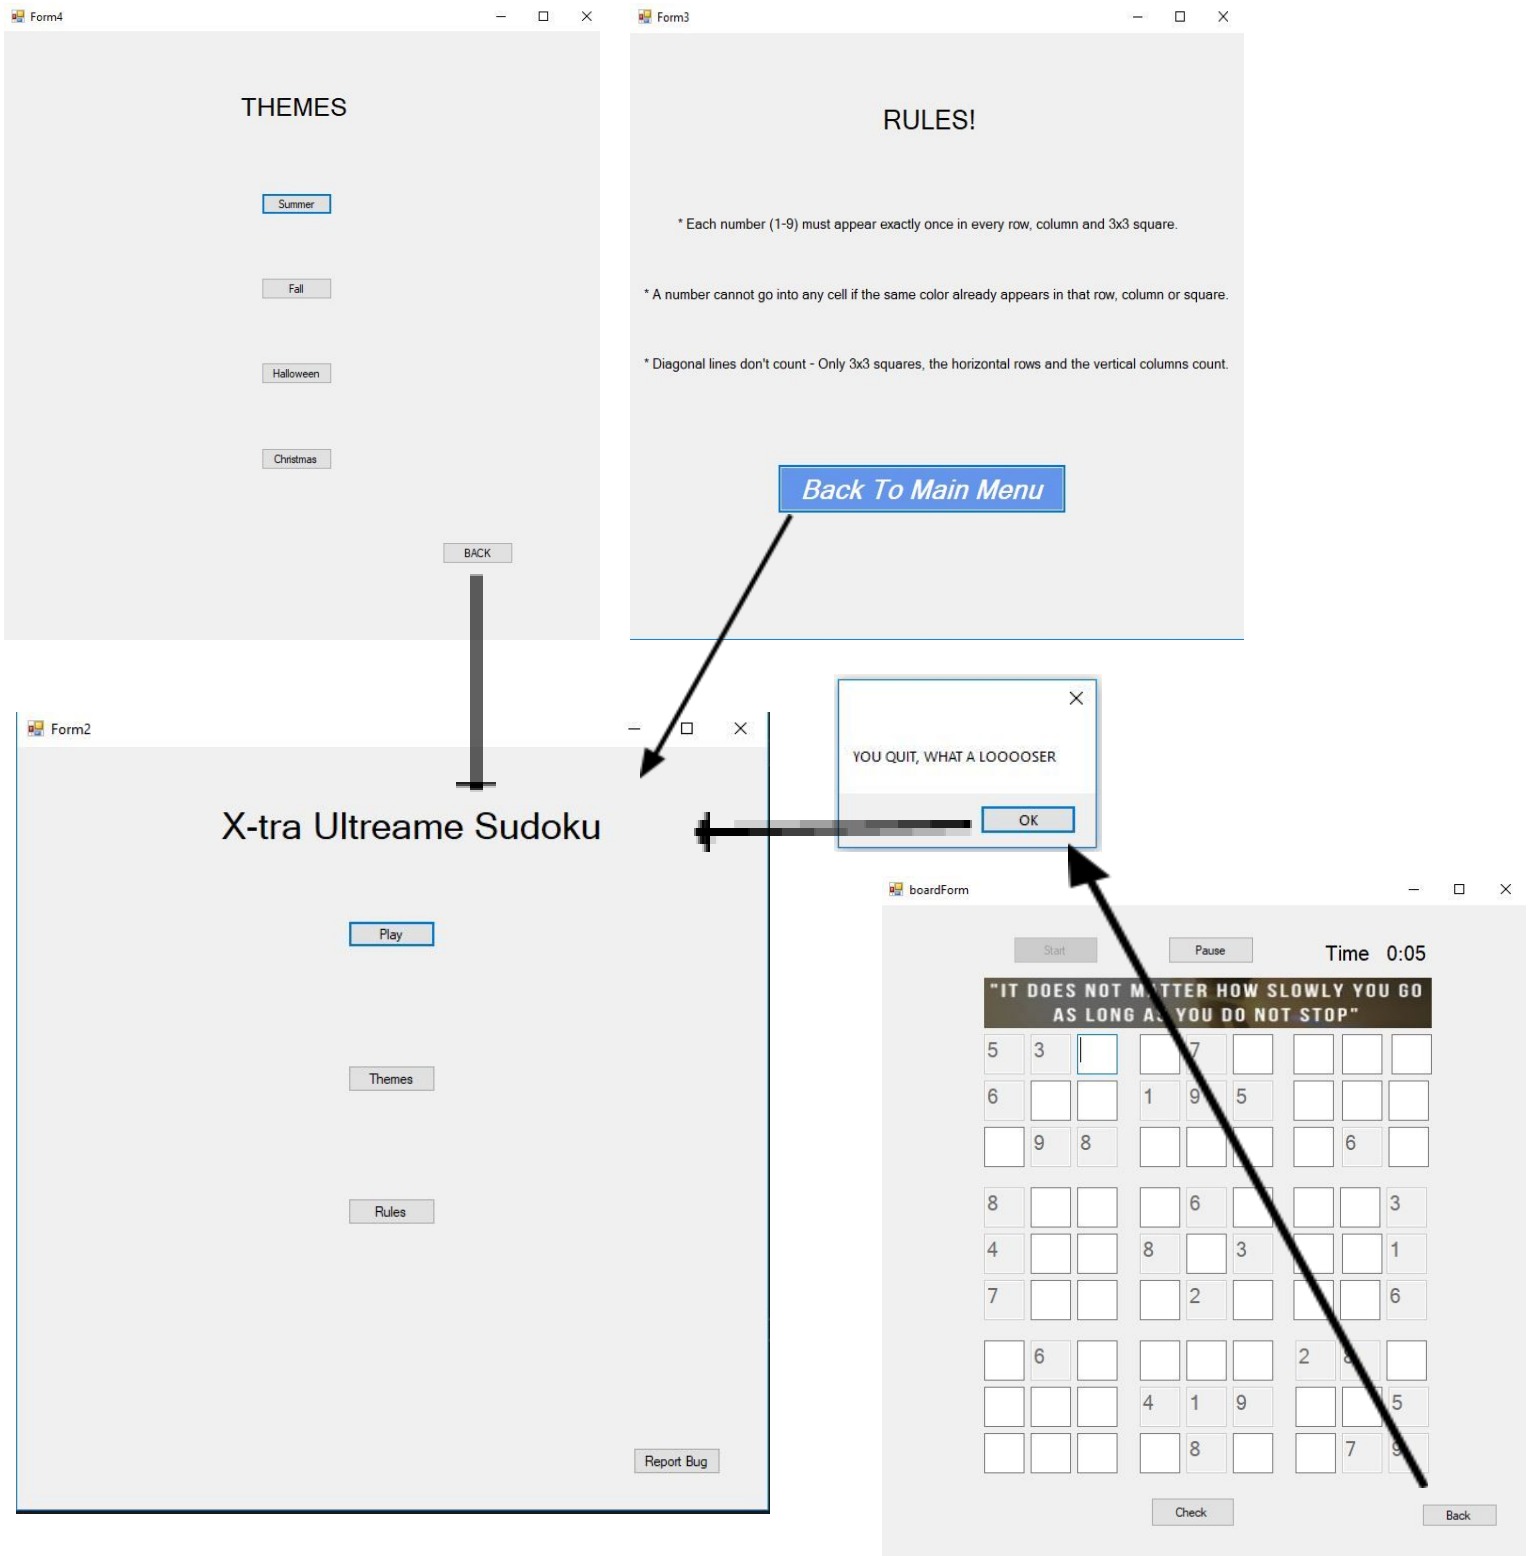 Form4
THEMES
Summer
Fall
Halloween
Christmas
BACK
Form3
RULES!
* Each number (1-9) must appear exactly once in every row, column and 3x3 square.
* A number cannot go into any cell if the same color already appears in that row, column or square.
* Diagonal lines don't count - Only 3x3 squares, the horizontal rows and the vertical columns count.
Back To Main Menu
Form2
X-tra Ultreame Sudoku
Play
Themes
Rules
Report Bug
YOU QUIT, WHAT A LOOOOSER
OK
boardForm
Start Pause Time 0:05
"IT DOES NOT MATTER HOW SLOWLY YOU GO
AS LONG AS YOU DO NOT STOP"
5 3 7
6 1 9 5
9 8 6
8 6 3
4 8 3 1
7 2 6
6 2 8
4 1 9 5
8 7 9
Check Back